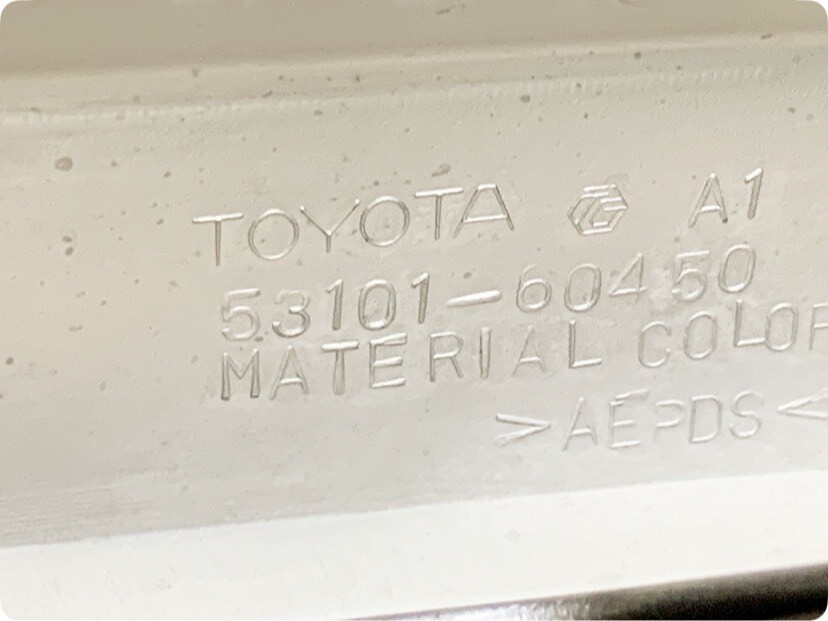 TOYOTA A1
53101-60450
MATERIAL COLOR
>AEPDS<